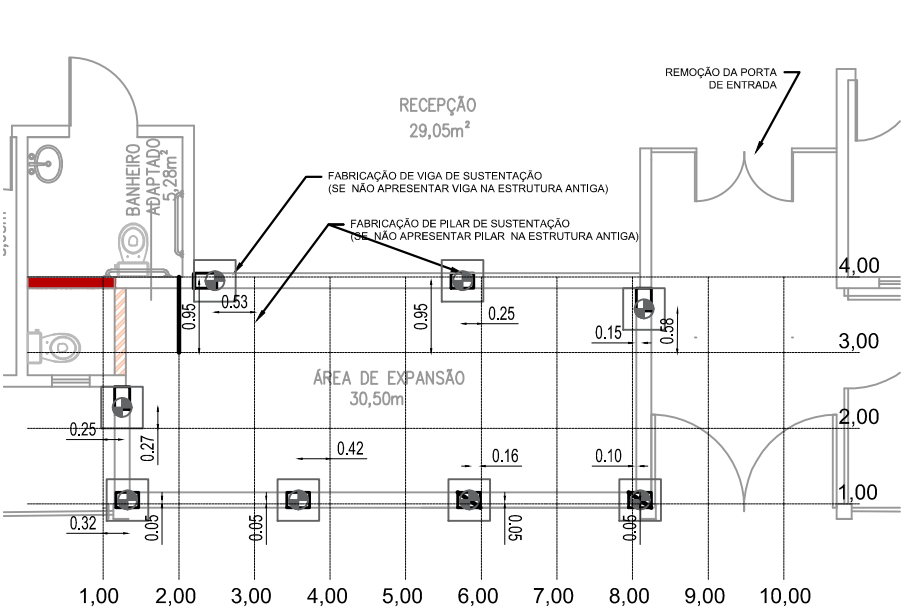 REMOÇÃO DA PORTA
DE ENTRADA
RECEPÇÃO
29,05m²
BANHEIRO
ADAPTADO
5,28m²
FABRICAÇÃO DE VIGA DE SUSTENTAÇÃO
(SE NÃO APRESENTAR VIGA NA ESTRUTURA ANTIGA)
FABRICAÇÃO DE PILAR DE SUSTENTAÇÃO
(SE NÃO APRESENTAR PILAR NA ESTRUTURA ANTIGA)
4,00
0.53
0.95
0.95
0.25
0.15
0.58
3,00
ÁREA DE EXPANSÃO
30,50m
2,00
0.25
0.27
0.42
0.16
0.10
1,00
0.32
0.05
0.05
0.05
0.05
1,00 2,00 3,00 4,00 5,00 6,00 7,00 8,00 9,00 10,00